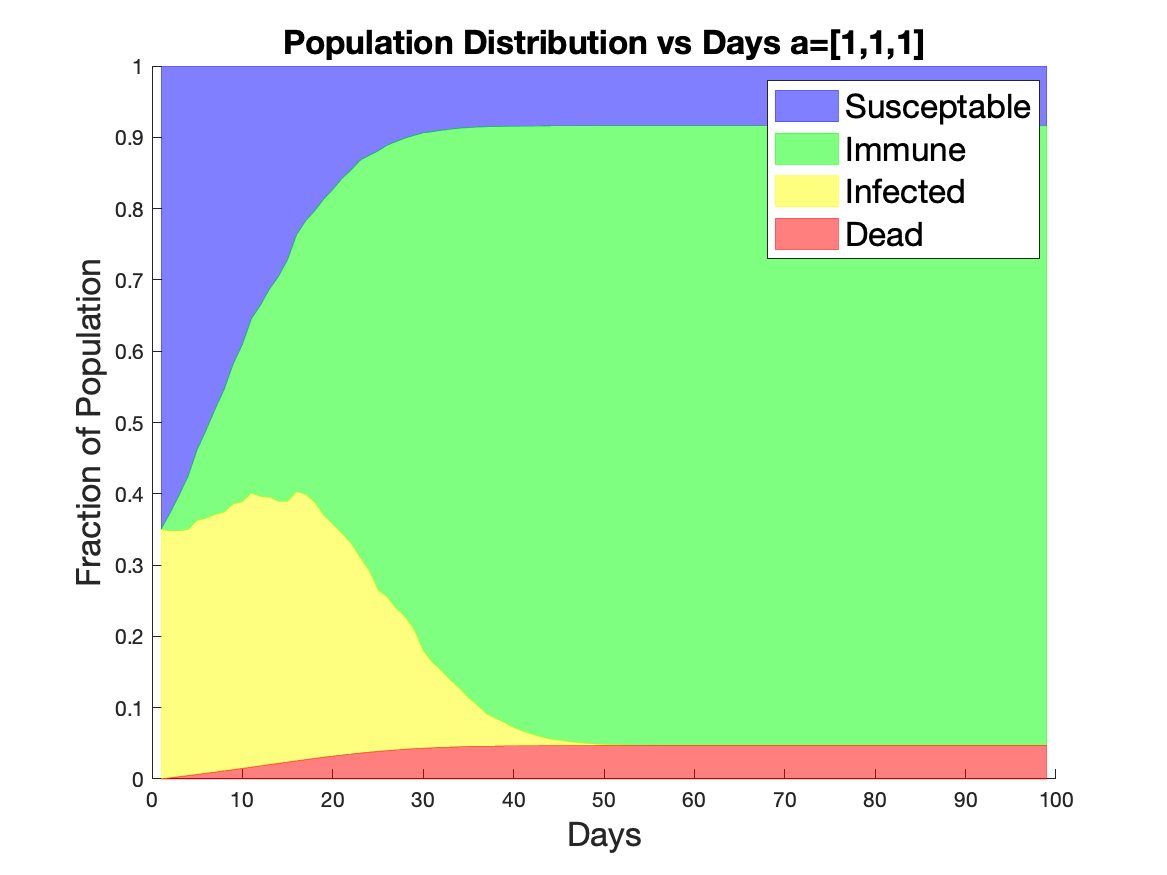 Population Distribution vs Days a=[1,1,1]
Susceptable
Immune
Infected
Dead
Fraction of Population
1
0.9
0.8
0.7
0.6
0.5
0.4
0.3
0.2
0.1
0
0 10 20 30 40 50 60 70 80 90 100
Days